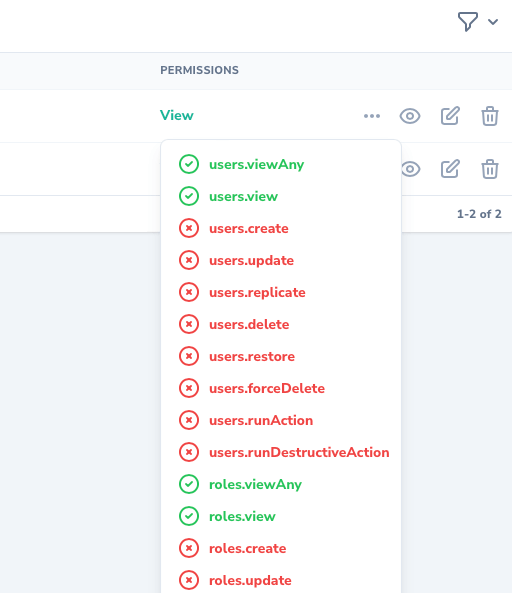 PERMISSIONS
View
users.viewAny
users.view
users.create
users.update
users.replicate
users.delete
users.restore
users.forceDelete
users.runAction
users.runDestructiveAction
roles.viewAny
roles.view
roles.create
roles.update
1-2 of 2